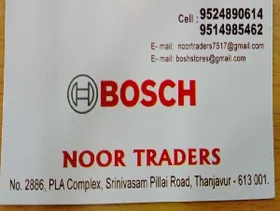 Cell : 9524890614
9514985462
E- mail: noortraders7517@gmail.com
E- mail: boshstores@gmail.com
BOSCH
NOOR TRADERS
No. 2886, PLA Complex, Srinivasam Pillai Road, Thanjavur - 613 001.